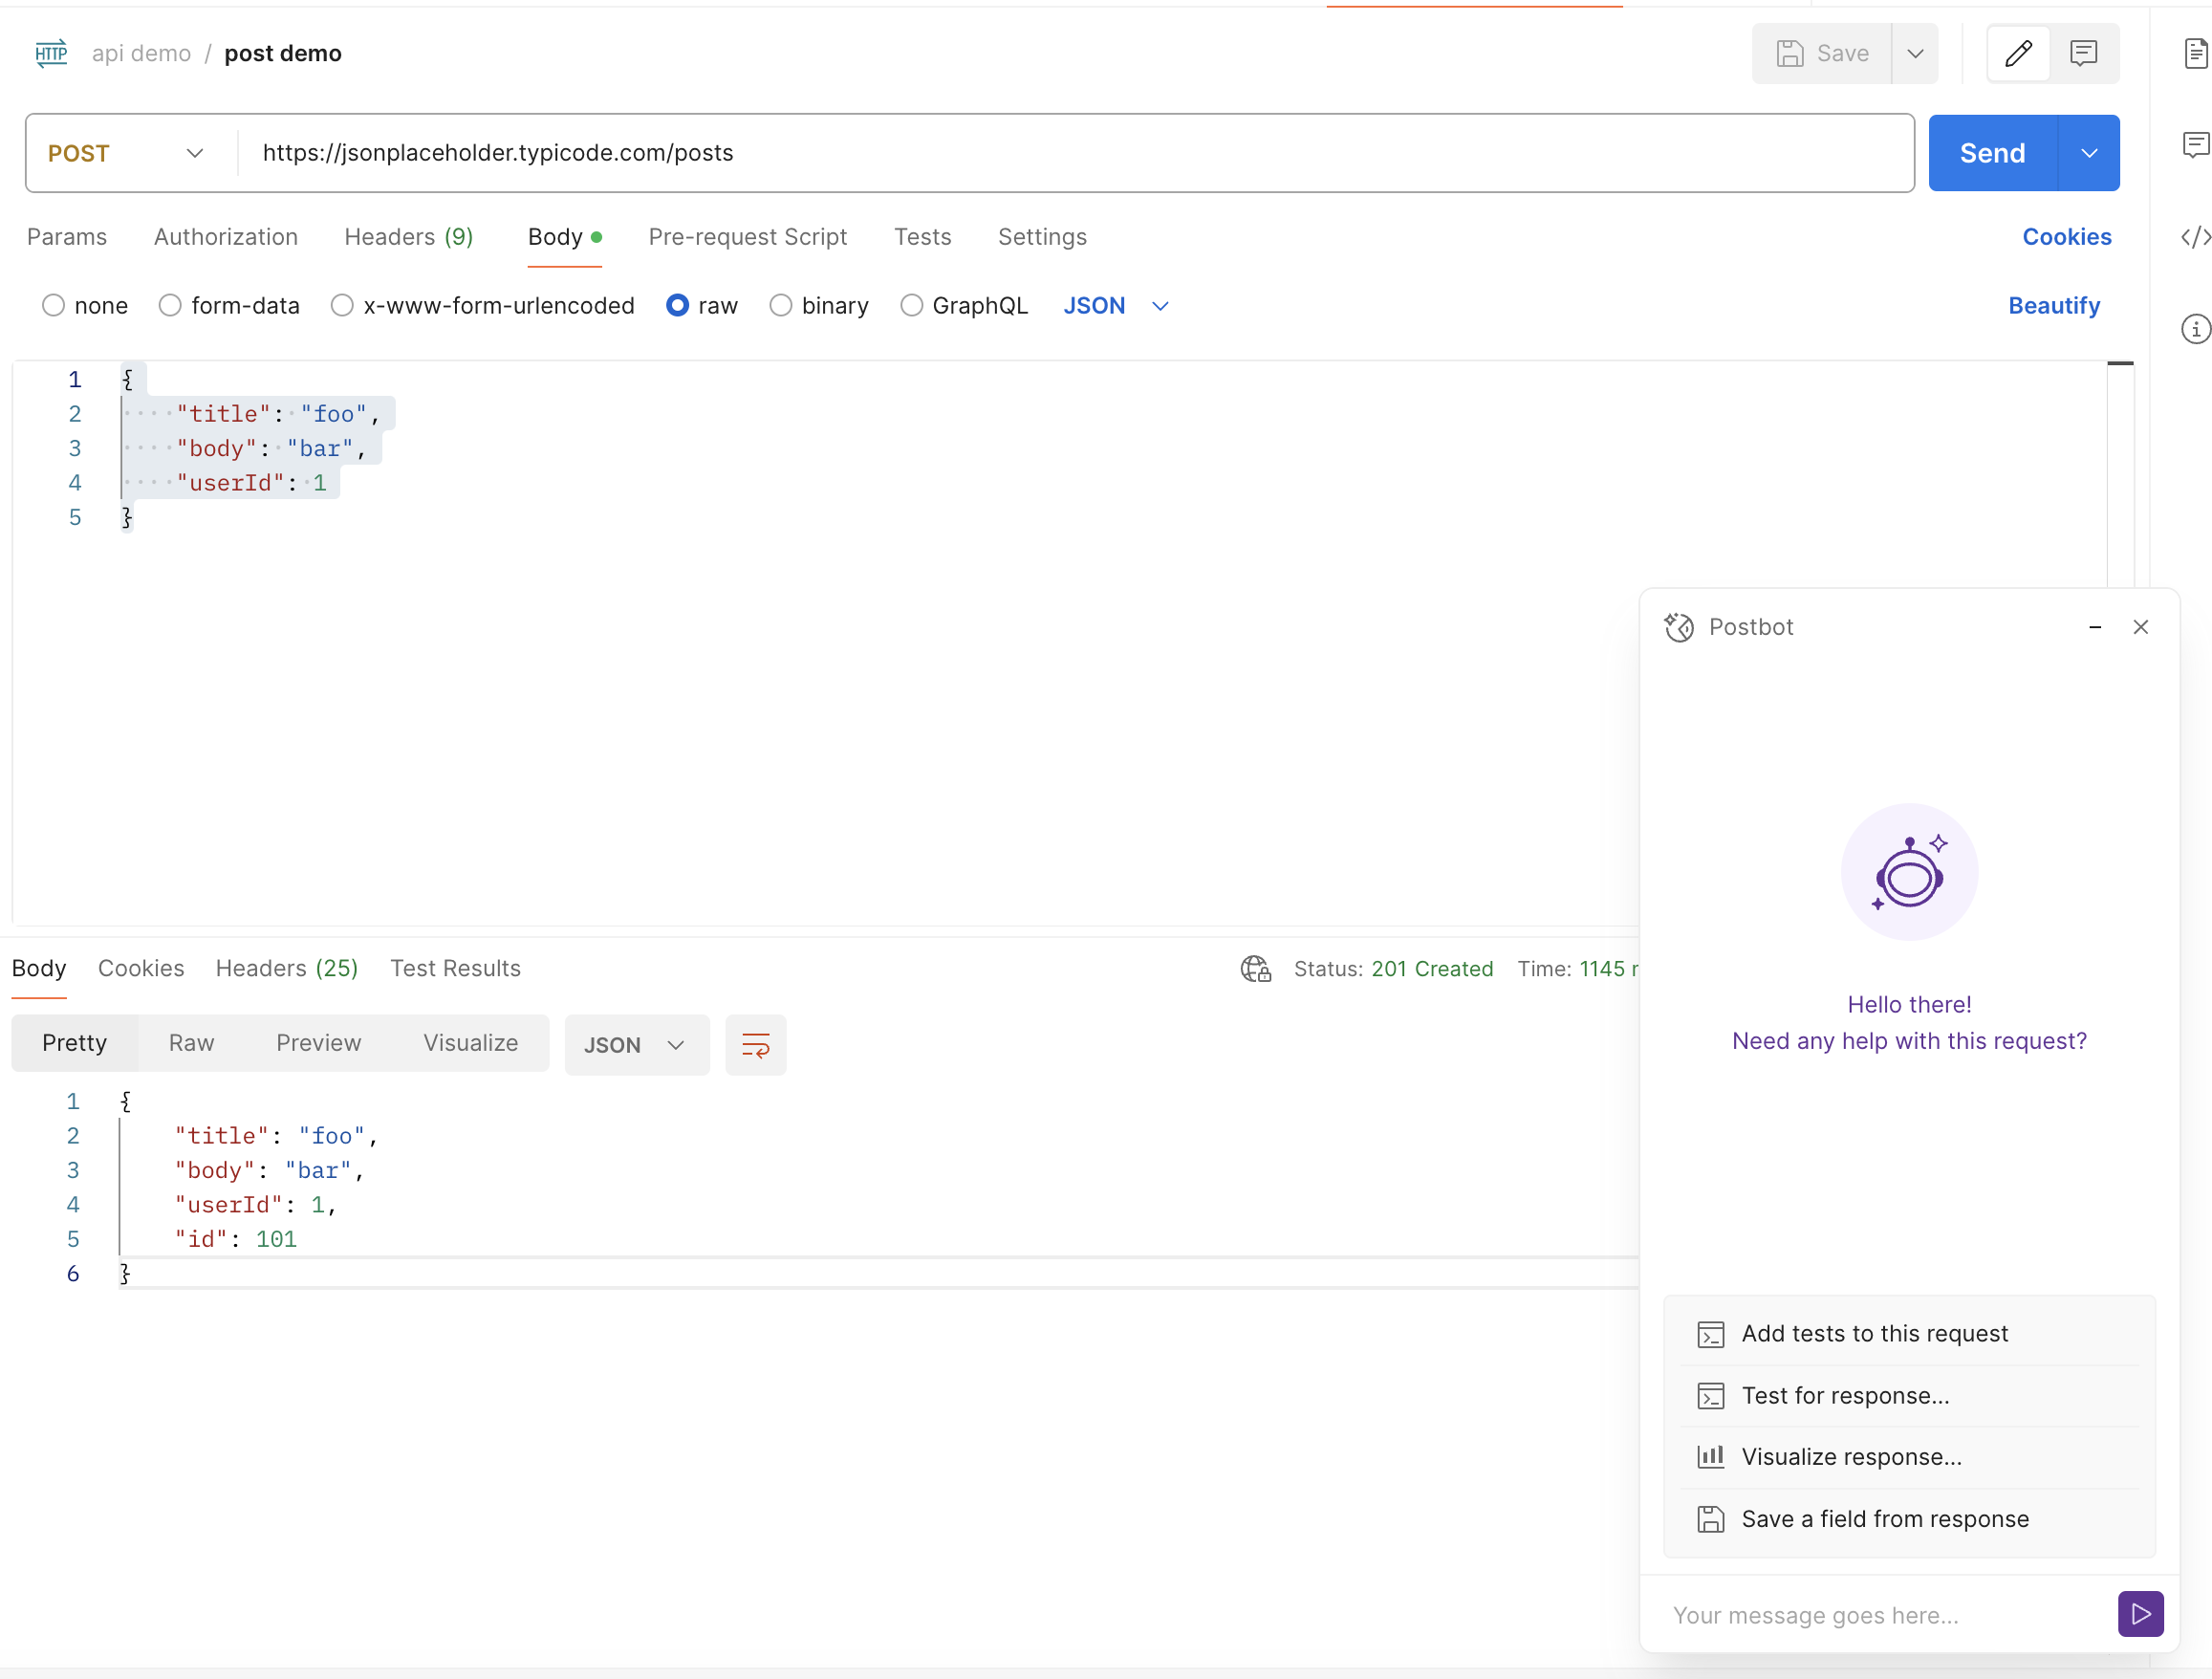 HTTP api demo / post demo Save
POST https://jsonplaceholder.typicode.com/posts Send
Params Authorization Headers (9) Body Pre-request Script Tests Settings Cookies
none form-data x-www-form-urlencoded raw binary GraphQL JSON Beautify
1 {
2 "title": "foo",
3 "body": "bar",
4 "userId": 1
5 }
Body Cookies Headers (25) Test Results Status: 201 Created Time: 1145
Pretty Raw Preview Visualize JSON
1 {
2 "title": "foo",
3 "body": "bar",
4 "userId": 1,
5 "id": 101
6 }
Postbot
Hello there!
Need any help with this request?
Add tests to this request
Test for response...
Visualize response...
Save a field from response
Your message goes here...